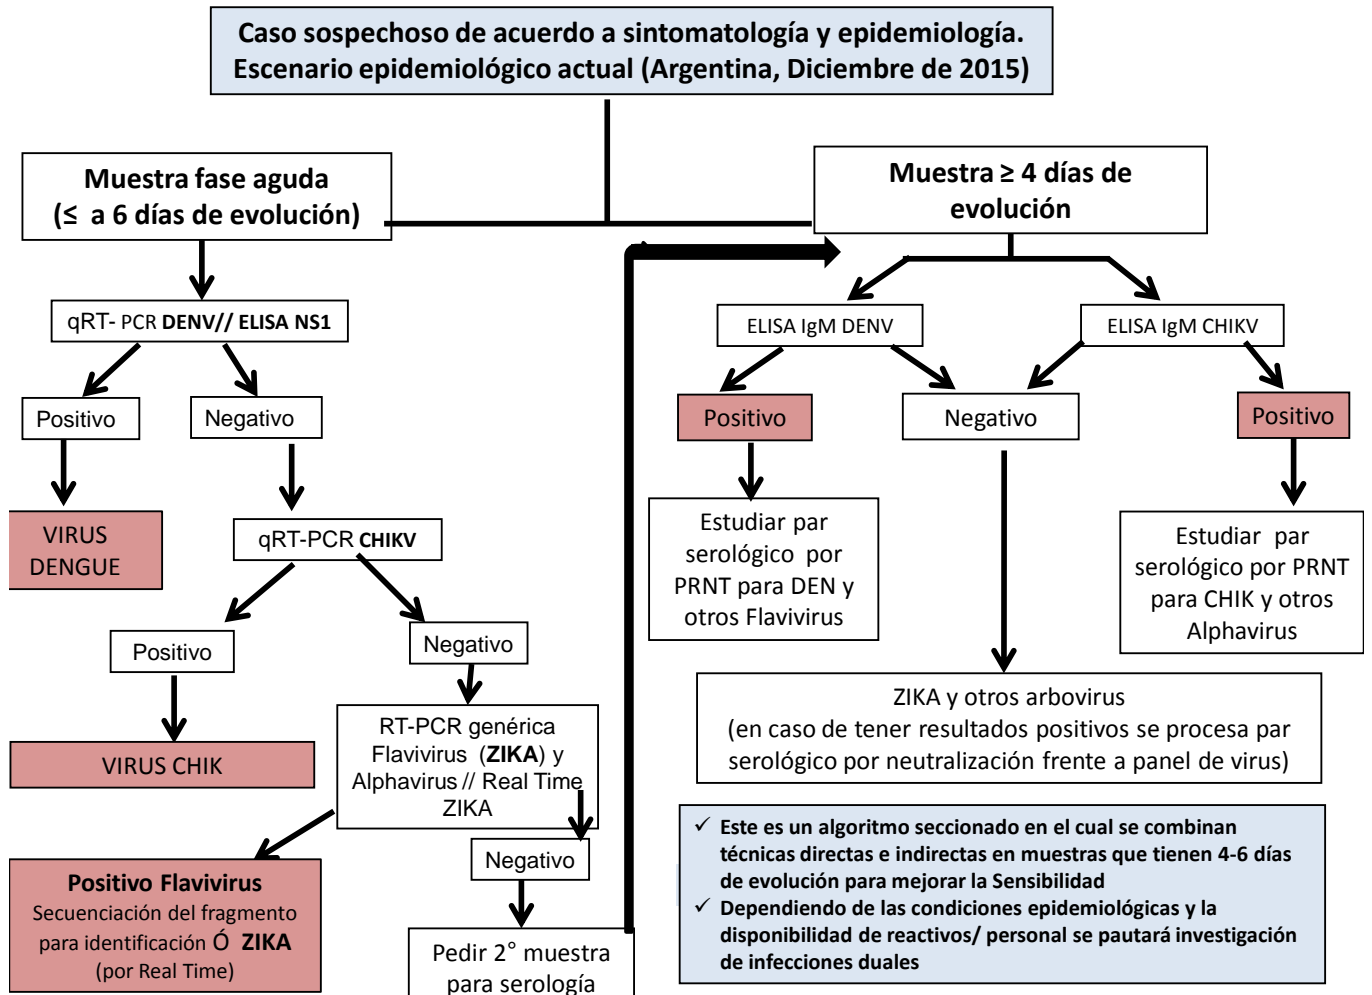 Caso sospechoso de acuerdo a sintomatología y epidemiología.
Escenario epidemiológico actual (Argentina, Diciembre de 2015)
Muestra fase aguda
(≤ a 6 días de evolución)
qRT- PCR DENV// ELISA NS1
Positivo
Negativo
VIRUS
DENGUE
qRT-PCR CHIKV
Positivo
Negativo
VIRUS CHIK
RT-PCR genérica
Flavivirus (ZIKA) y
Alphavirus // Real Time
ZIKA
Positivo Flavivirus
Secuenciación del fragmento
para identificación Ó ZIKA
(por Real Time)
Negativo
Pedir 2° muestra
para serología
Muestra ≥ 4 días de
evolución
ELISA IgM DENV
ELISA IgM CHIKV
Positivo
Negativo
Positivo
Estudiar par
serológico por
PRNT para DEN y
otros Flavivirus
Estudiar par
serológico por PRNT
para CHIK y otros
Alphavirus
ZIKA y otros arbovirus
(en caso de tener resultados positivos se procesa par
serológico por neutralización frente a panel de virus)
✓ Este es un algoritmo seccionado en el cual se combinan
técnicas directas e indirectas en muestras que tienen 4-6 días
de evolución para mejorar la Sensibilidad
✓ Dependiendo de las condiciones epidemiológicas y la
disponibilidad de reactivos/ personal se pautará investigación
de infecciones duales